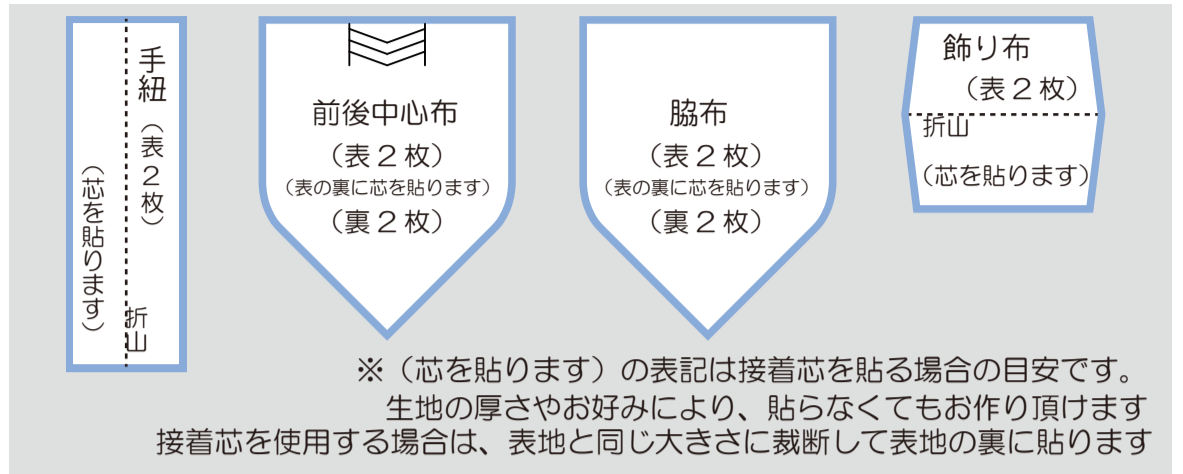 手紐（表２枚）
（芯を貼ります）
折山
前後中心布
（表２枚）
（表の裏に芯を貼ります）
（裏２枚）
脇布
（表２枚）
（表の裏に芯を貼ります）
（裏２枚）
飾り布
（表２枚）
折山
（芯を貼ります）
※（芯を貼ります）の表記は接着芯を貼る場合の目安です。
生地の厚さやお好みにより、貼らなくてもお作り頂けます
接着芯を使用する場合は、表地と同じ大きさに裁断して表地の裏に貼ります